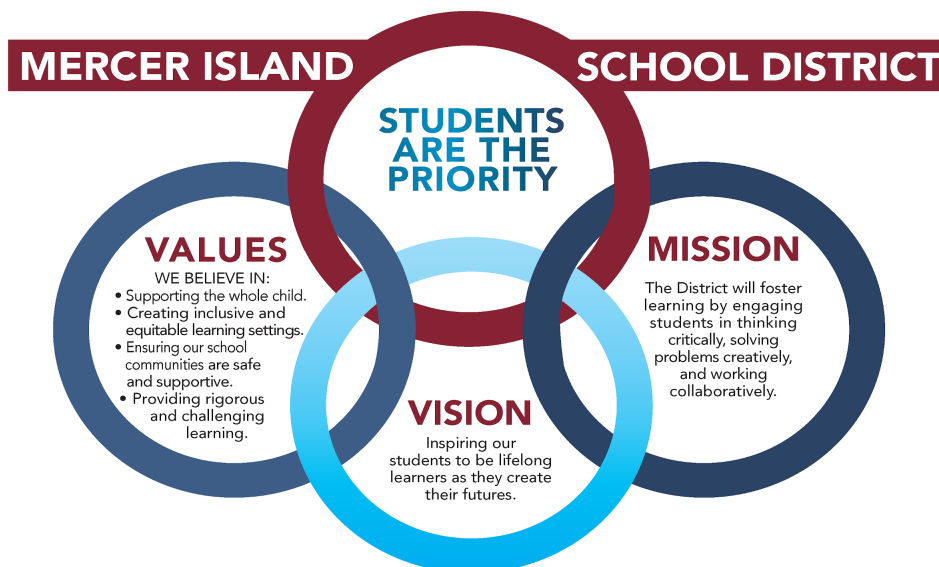 MERCER ISLAND SCHOOL DISTRICT
STUDENTS
ARE THE
PRIORITY
VALUES
WE BELIEVE IN:
• Supporting the whole child.
• Creating inclusive and
equitable learning settings.
• Ensuring our school
communities are safe
and supportive.
• Providing rigorous
and challenging
learning.
VISION
Inspiring our
students to be lifelong
learners as they create
their futures.
MISSION
The District will foster
learning by engaging
students in thinking
critically, solving
problems creatively,
and working
collaboratively.